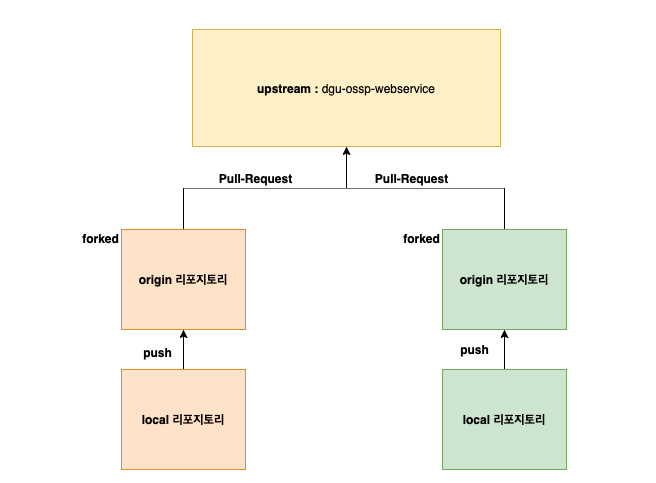 upstream : dgu-ossp-webservice
Pull-Request
Pull-Request
forked
forked
origin 리포지토리
origin 리포지토리
push
push
local 리포지토리
local 리포지토리